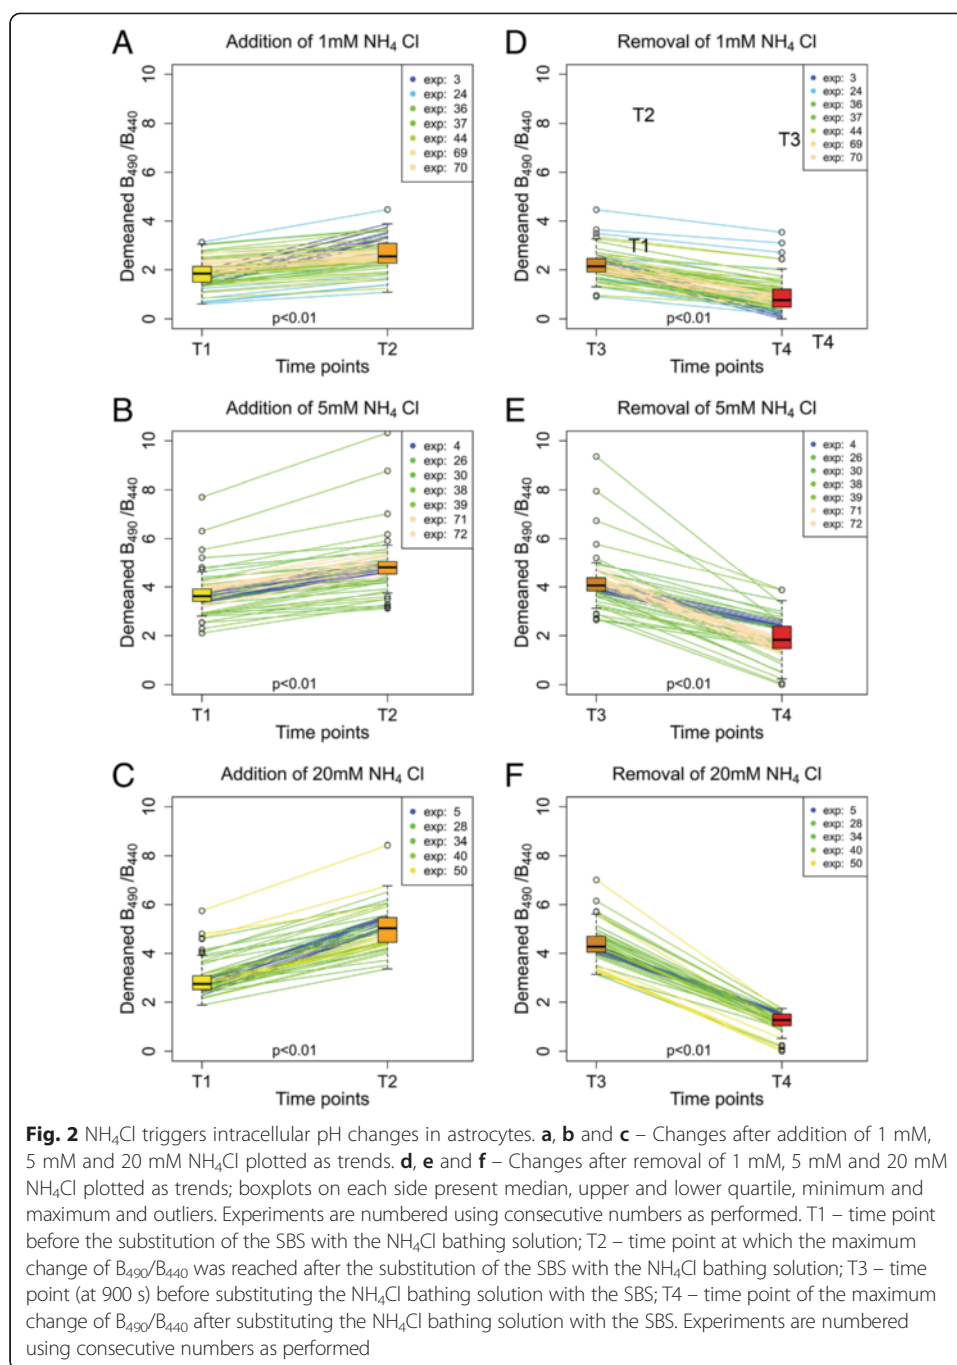 A
Addition of 1mM NH4 Cl
Demeaned B490/B440
10
8
6
4
2
0
exp: 3
exp: 24
exp: 36
exp: 37
exp: 44
exp: 69
exp: 70
p<0.01
T1
T2
Time points
D
Removal of 1mM NH4 Cl
Demeaned B490/B440
10
8
6
4
2
0
exp: 3
exp: 24
exp: 36
exp: 37
exp: 44
exp: 69
exp: 70
T2
T3
T1
p<0.01
T4
T3
T4
Time points
B
Addition of 5mM NH4 Cl
Demeaned B490/B440
10
8
6
4
2
0
exp: 4
exp: 26
exp: 30
exp: 38
exp: 39
exp: 71
exp: 72
p<0.01
T1
T2
Time points
E
Removal of 5mM NH4 Cl
Demeaned B490/B440
10
8
6
4
2
0
exp: 4
exp: 26
exp: 30
exp: 38
exp: 39
exp: 71
exp: 72
p<0.01
T3
T4
Time points
C
Addition of 20mM NH4 Cl
Demeaned B490/B440
10
8
6
4
2
0
exp: 5
exp: 28
exp: 34
exp: 40
exp: 50
p<0.01
T1
T2
Time points
F
Removal of 20mM NH4 Cl
Demeaned B490/B440
10
8
6
4
2
0
exp: 5
exp: 28
exp: 34
exp: 40
exp: 50
p<0.01
T3
T4
Time points
Fig. 2 NH4Cl triggers intracellular pH changes in astrocytes. a, b and c – Changes after addition of 1 mM,
5 mM and 20 mM NH4Cl plotted as trends. d, e and f – Changes after removal of 1 mM, 5 mM and 20 mM
NH4Cl plotted as trends; boxplots on each side present median, upper and lower quartile, minimum and
maximum and outliers. Experiments are numbered using consecutive numbers as performed. T1 – time point
before the substitution of the SBS with the NH4Cl bathing solution; T2 – time point at which the maximum
change of B490/B440 was reached after the substitution of the SBS with the NH4Cl bathing solution; T3 – time
point (at 900 s) before substituting the NH4Cl bathing solution with the SBS; T4 – time point of the maximum
change of B490/B440 after substituting the NH4Cl bathing solution with the SBS. Experiments are numbered
using consecutive numbers as performed